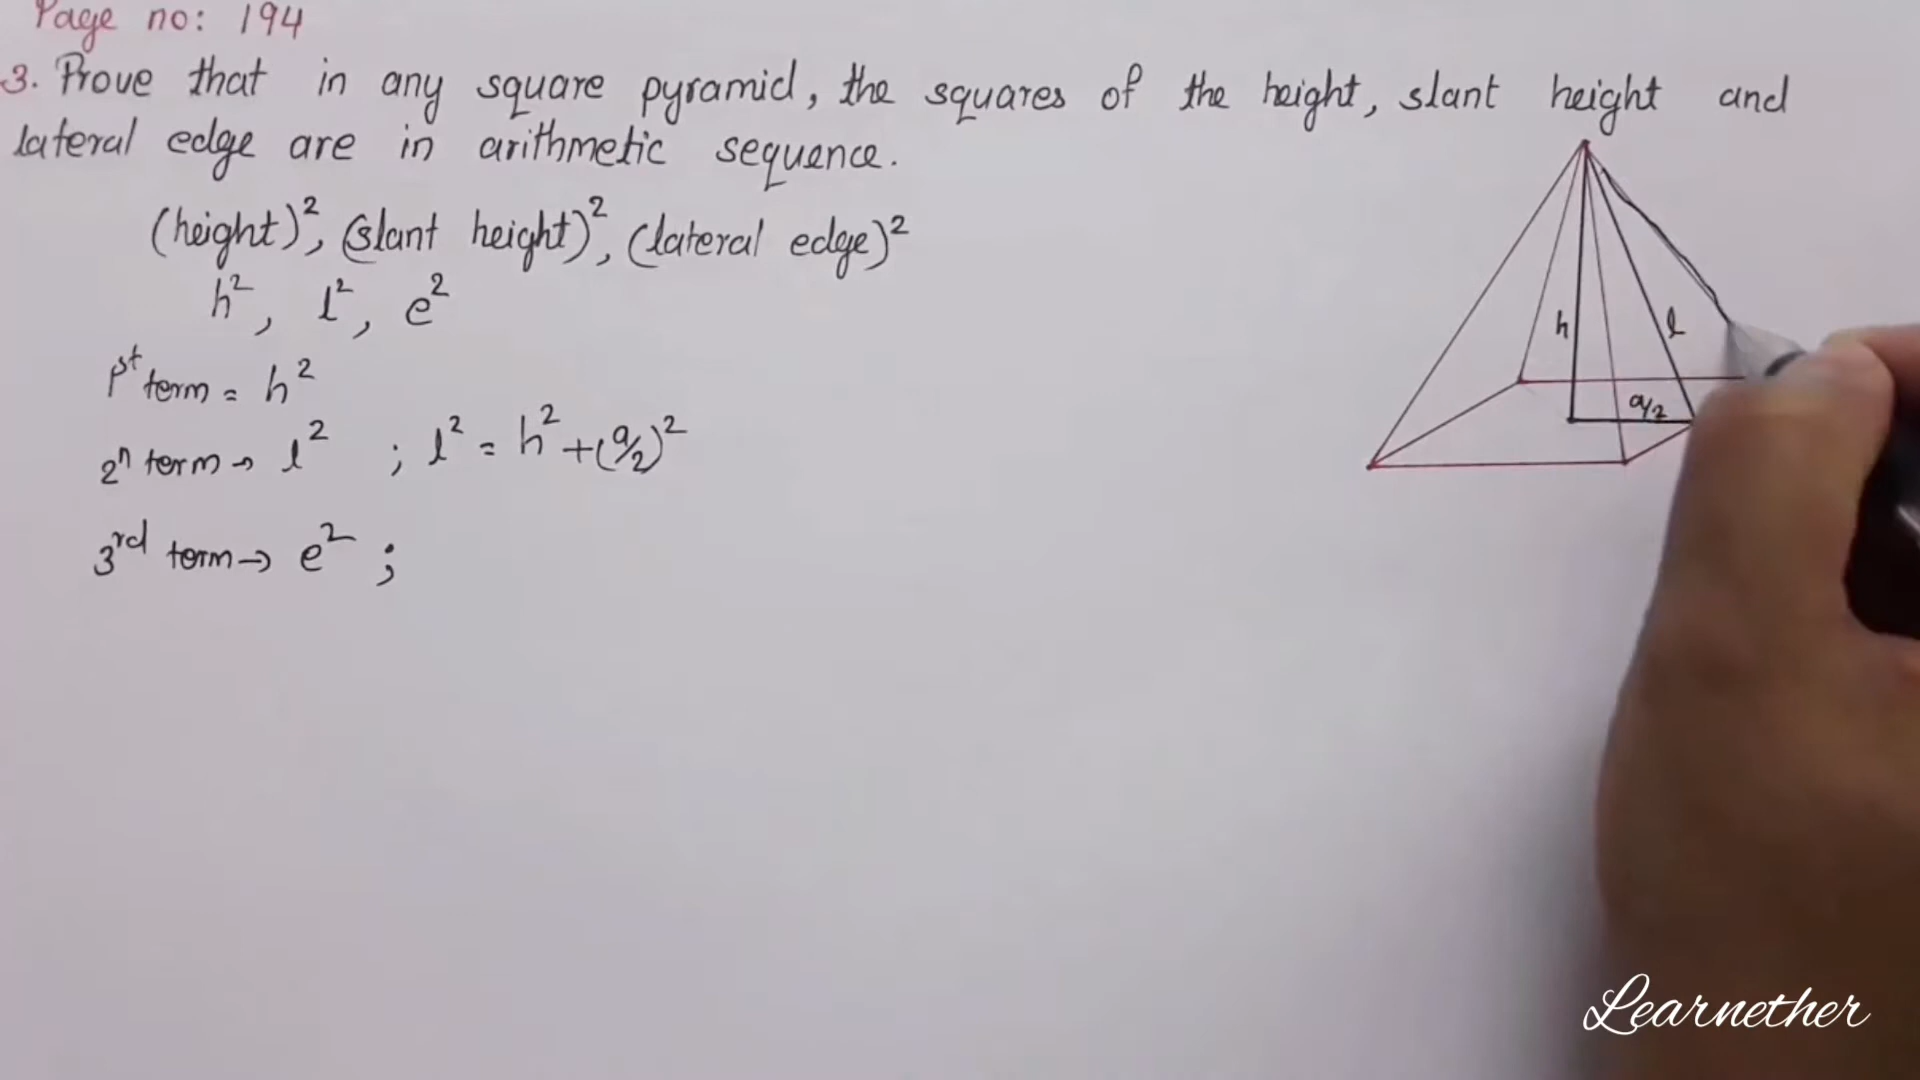 Page no: 194
3. Prove that in any square pyramid, the squares of the height, slant height and
lateral edge are in arithmetic sequence.
(height)², (slant height)², (lateral edge)²
h², l², e²
1st term = h²
2n term → l² ; l² = h² + (a/2)²
3rd term → e² ;
h
l
a/2
Learnether